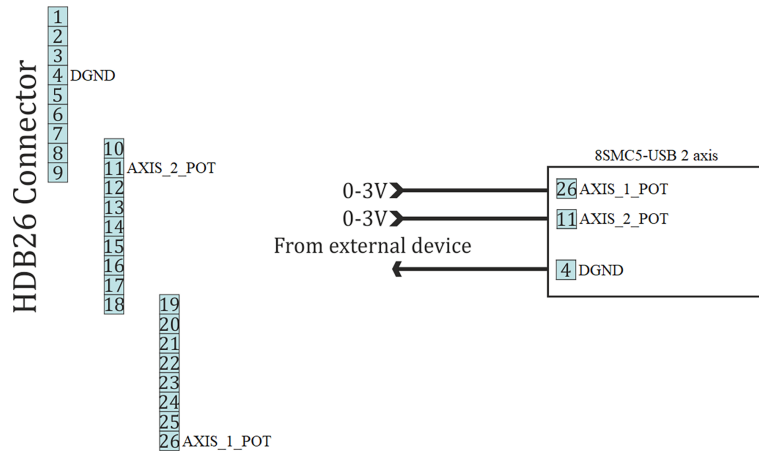 HDB26 Connector
1
2
3
4 DGND
5
6
7
8
9
10
11 AXIS_2_POT
12
13
14
15
16
17
18
19
20
21
22
23
24
25
26 AXIS_1_POT
8SMC5-USB 2 axis
0-3V 26 AXIS_1_POT
0-3V 11 AXIS_2_POT
From external device
4 DGND